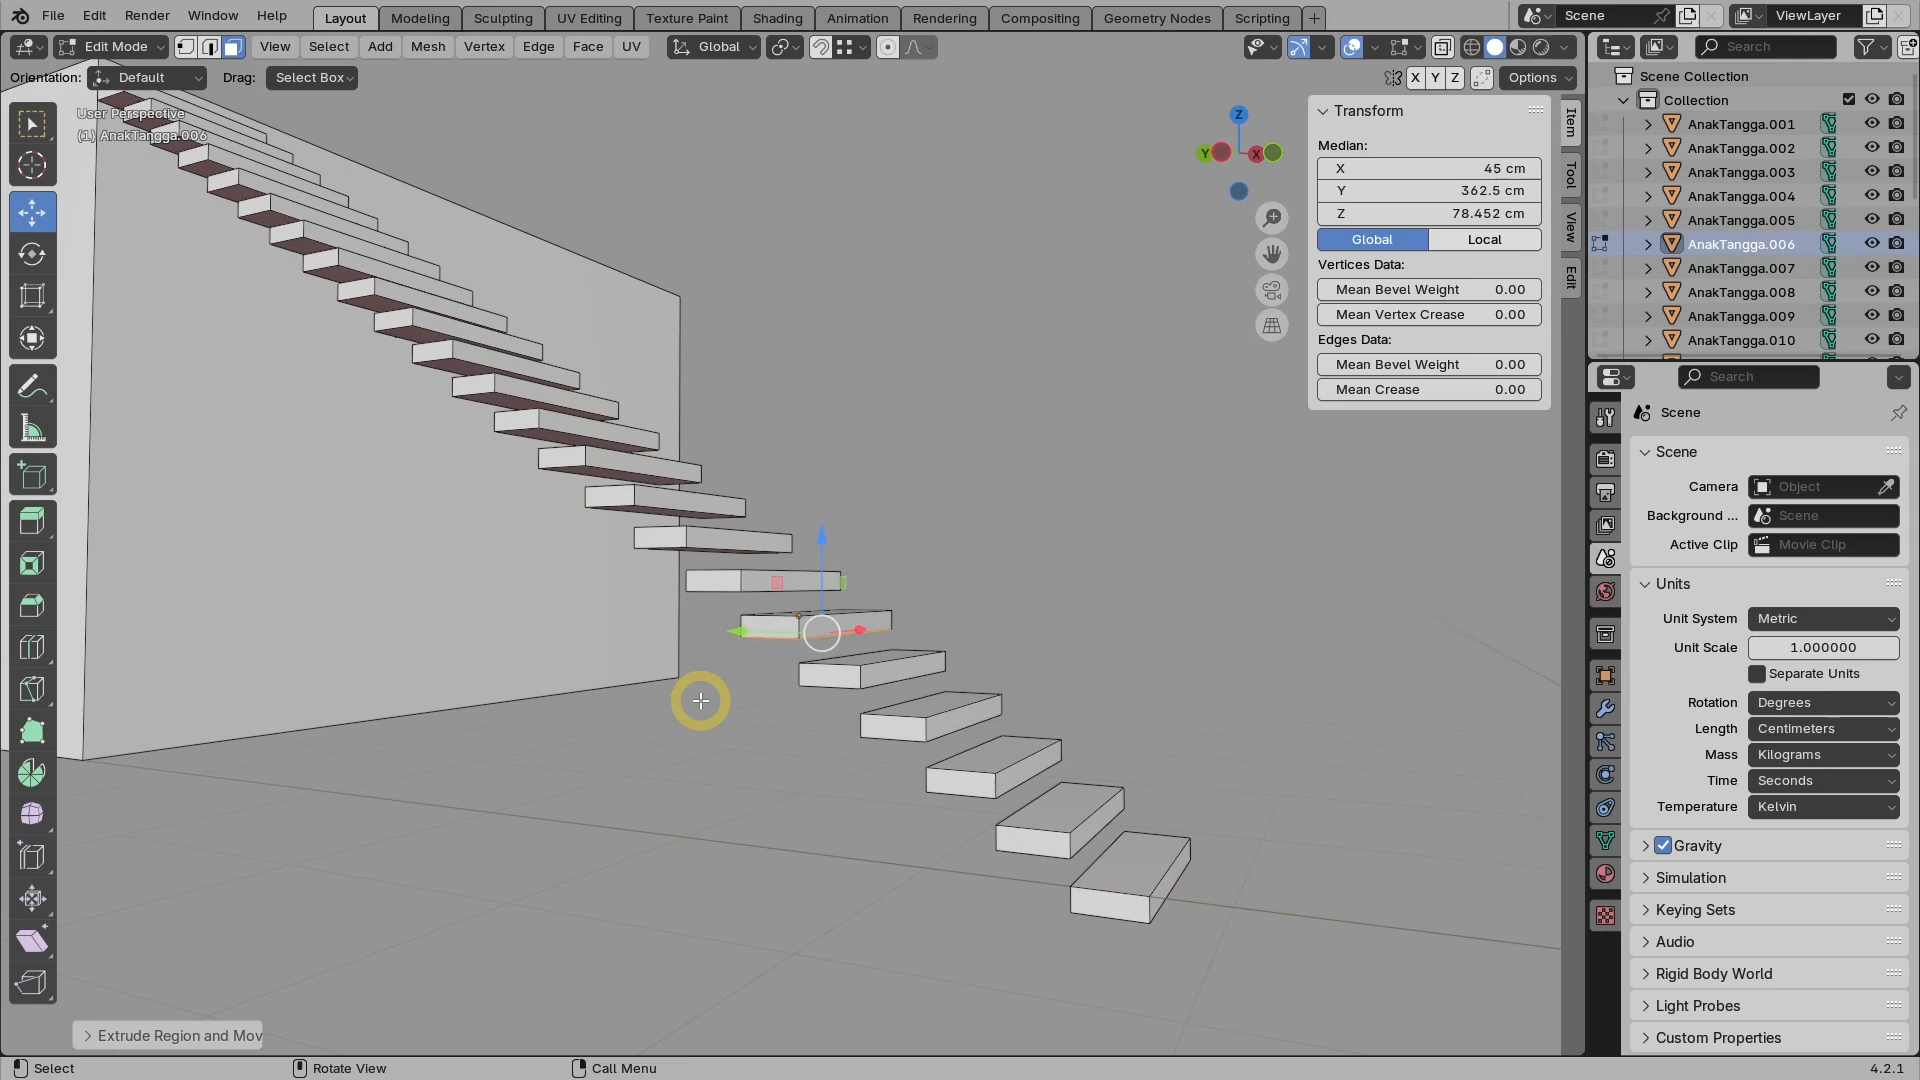 File Edit Render Window Help Layout Modeling Sculpting UV Editing Texture Paint Shading Animation Rendering Compositing Geometry Nodes Scripting + Scene ViewLayer
Edit Mode View Select Add Mesh Vertex Edge Face UV Global Search
Orientation: Default Drag: Select Box X Y Z Options
Scene Collection
Collection
AnakTangga.001
AnakTangga.002
AnakTangga.003
AnakTangga.004
AnakTangga.005
AnakTangga.006
AnakTangga.007
AnakTangga.008
AnakTangga.009
AnakTangga.010
User Perspective
(1) AnakTangga.006
Z
Y
X
Transform
Median:
X 45 cm
Y 362.5 cm
Z 78.452 cm
Global Local
Vertices Data:
Mean Bevel Weight 0.00
Mean Vertex Crease 0.00
Edges Data:
Mean Bevel Weight 0.00
Mean Crease 0.00
Item
Tool
View
Edit
Search
Scene
Scene
Camera Object
Background ... Scene
Active Clip Movie Clip
Units
Unit System Metric
Unit Scale 1.000000
Separate Units
Rotation Degrees
Length Centimeters
Mass Kilograms
Time Seconds
Temperature Kelvin
Gravity
Simulation
Keying Sets
Audio
Rigid Body World
Light Probes
Custom Properties
Extrude Region and Mov
Select Rotate View Call Menu 4.2.1